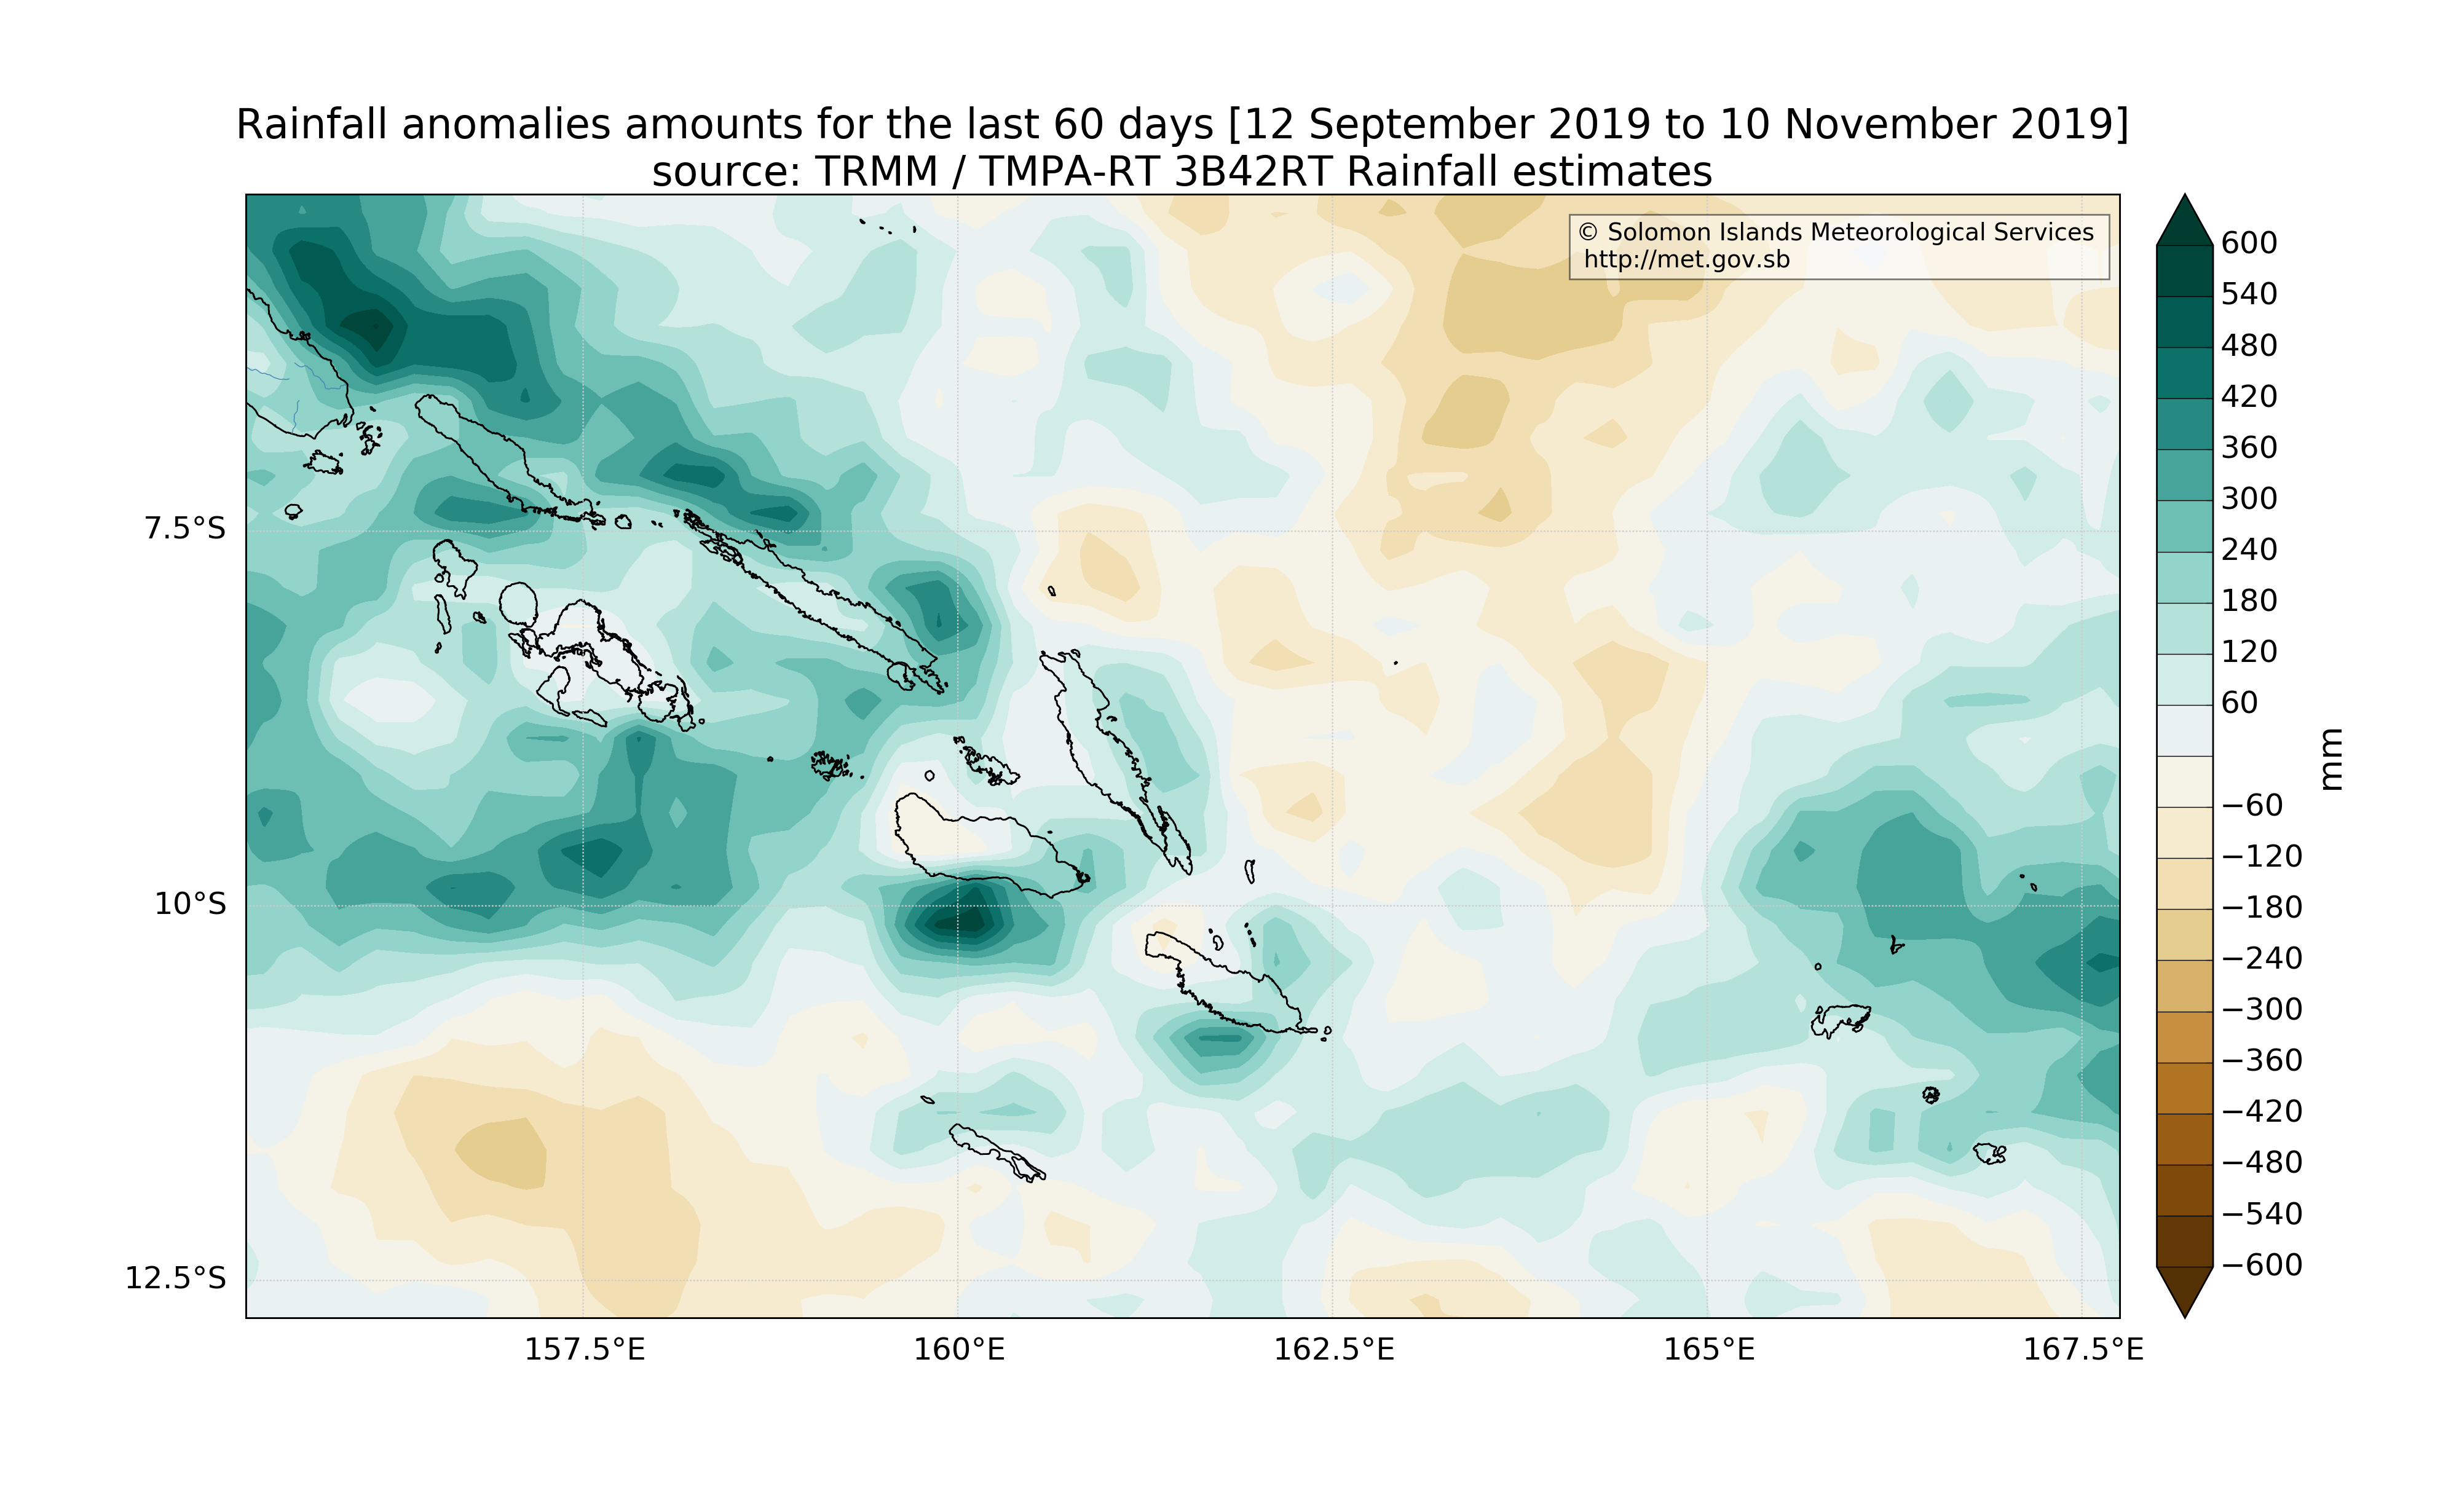 Rainfall anomalies amounts for the last 60 days [12 September 2019 to 10 November 2019]
source: TRMM / TMPA-RT 3B42RT Rainfall estimates
© Solomon Islands Meteorological Services
http://met.gov.sb
7.5°S
10°S
12.5°S
157.5°E
160°E
162.5°E
165°E
167.5°E
600
540
480
420
360
300
240
180
120
60
−60
−120
−180
−240
−300
−360
−420
−480
−540
−600
mm